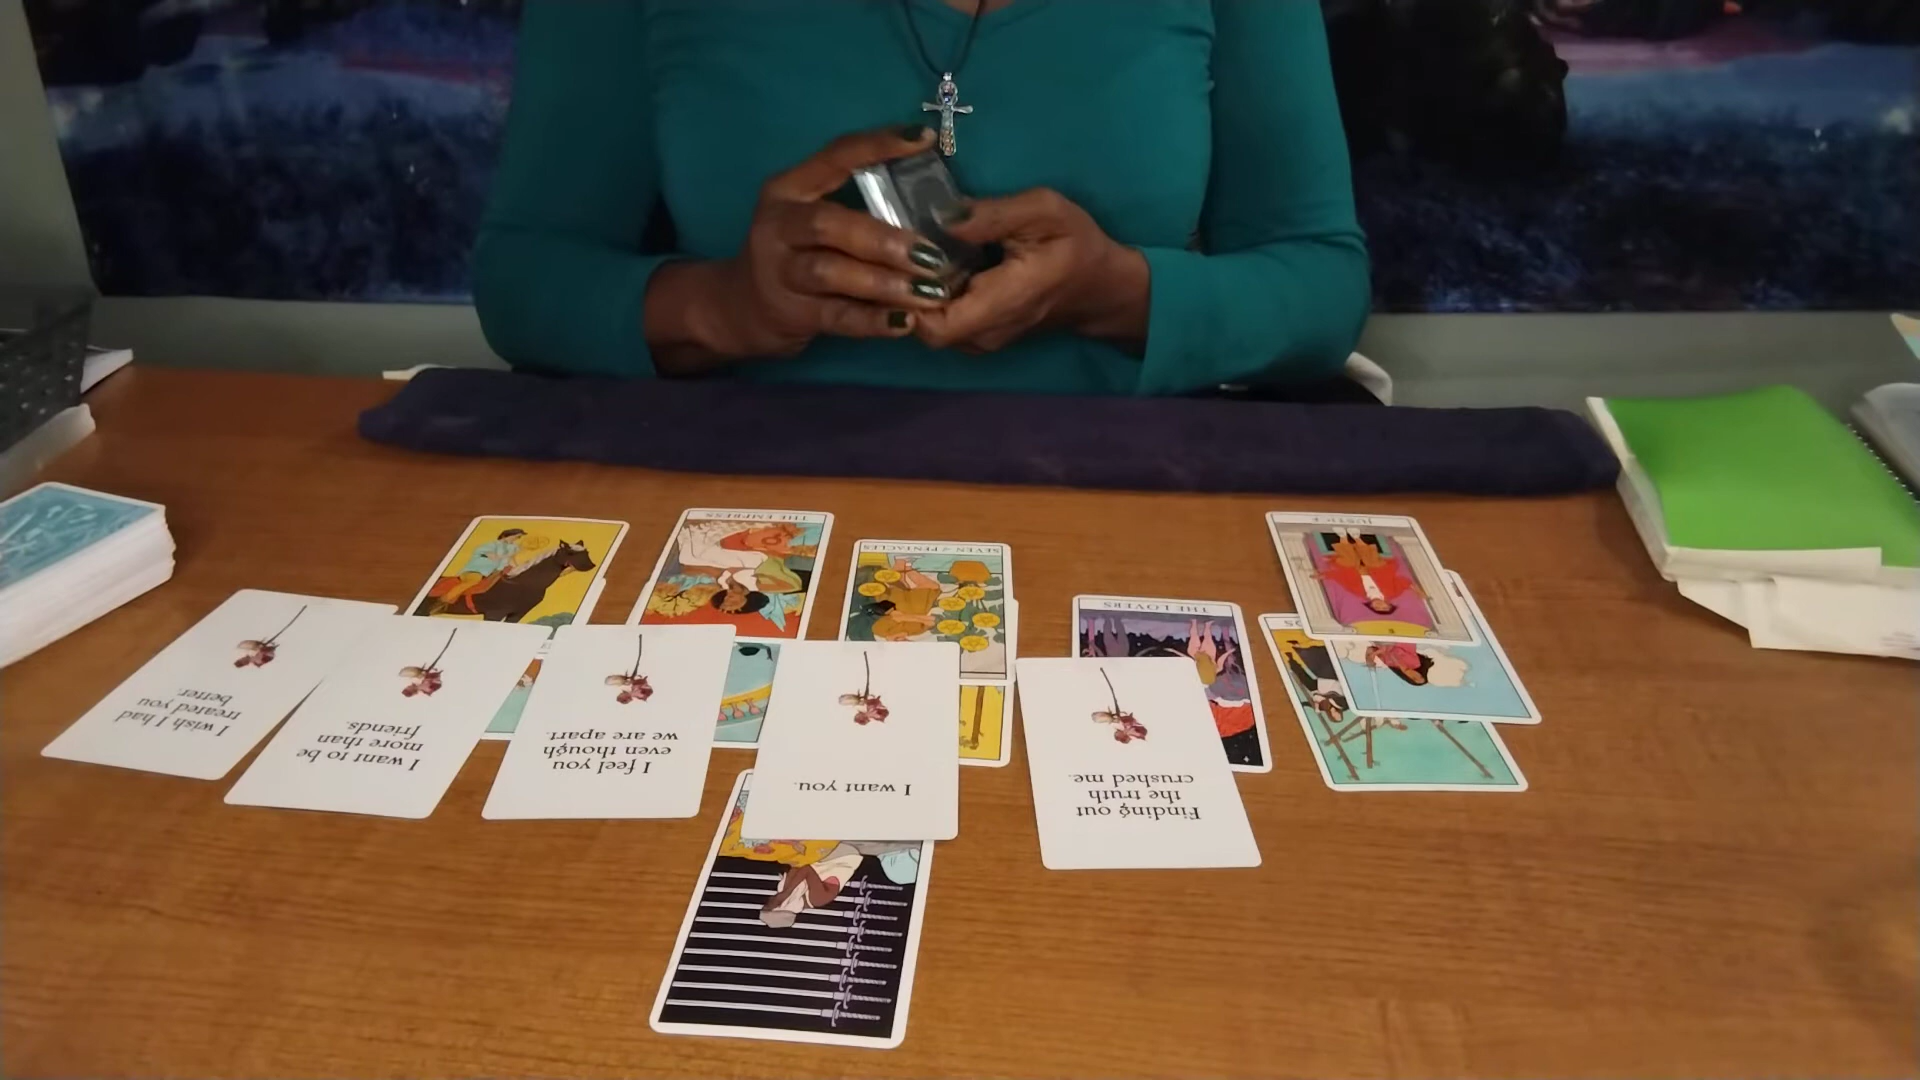 THE EMPRESS
SEVEN of PENTACLES
THE LOVERS
JUSTICE
I wish I had
treated you
better.
I want to be
more than
friends.
I feel you
even though
we are apart.
I want you.
Finding out
the truth
crushed me.